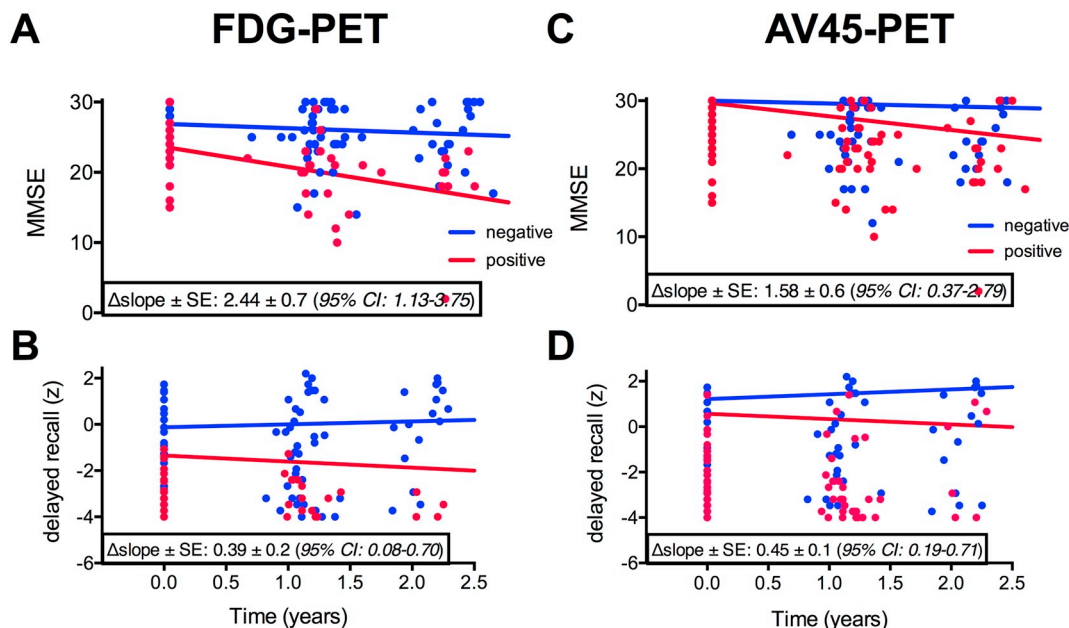 A
FDG-PET
MMSE
30
20
10
0
negative
positive
Δslope ± SE: 2.44 ± 0.7 (95% CI: 1.13-3.75)
B
delayed recall (z)
2
0
-2
-4
-6
Δslope ± SE: 0.39 ± 0.2 (95% CI: 0.08-0.70)
0.0 0.5 1.0 1.5 2.0 2.5
Time (years)
C
AV45-PET
MMSE
30
20
10
0
negative
positive
Δslope ± SE: 1.58 ± 0.6 (95% CI: 0.37-2.79)
D
delayed recall (z)
2
0
-2
-4
-6
Δslope ± SE: 0.45 ± 0.1 (95% CI: 0.19-0.71)
0.0 0.5 1.0 1.5 2.0 2.5
Time (years)